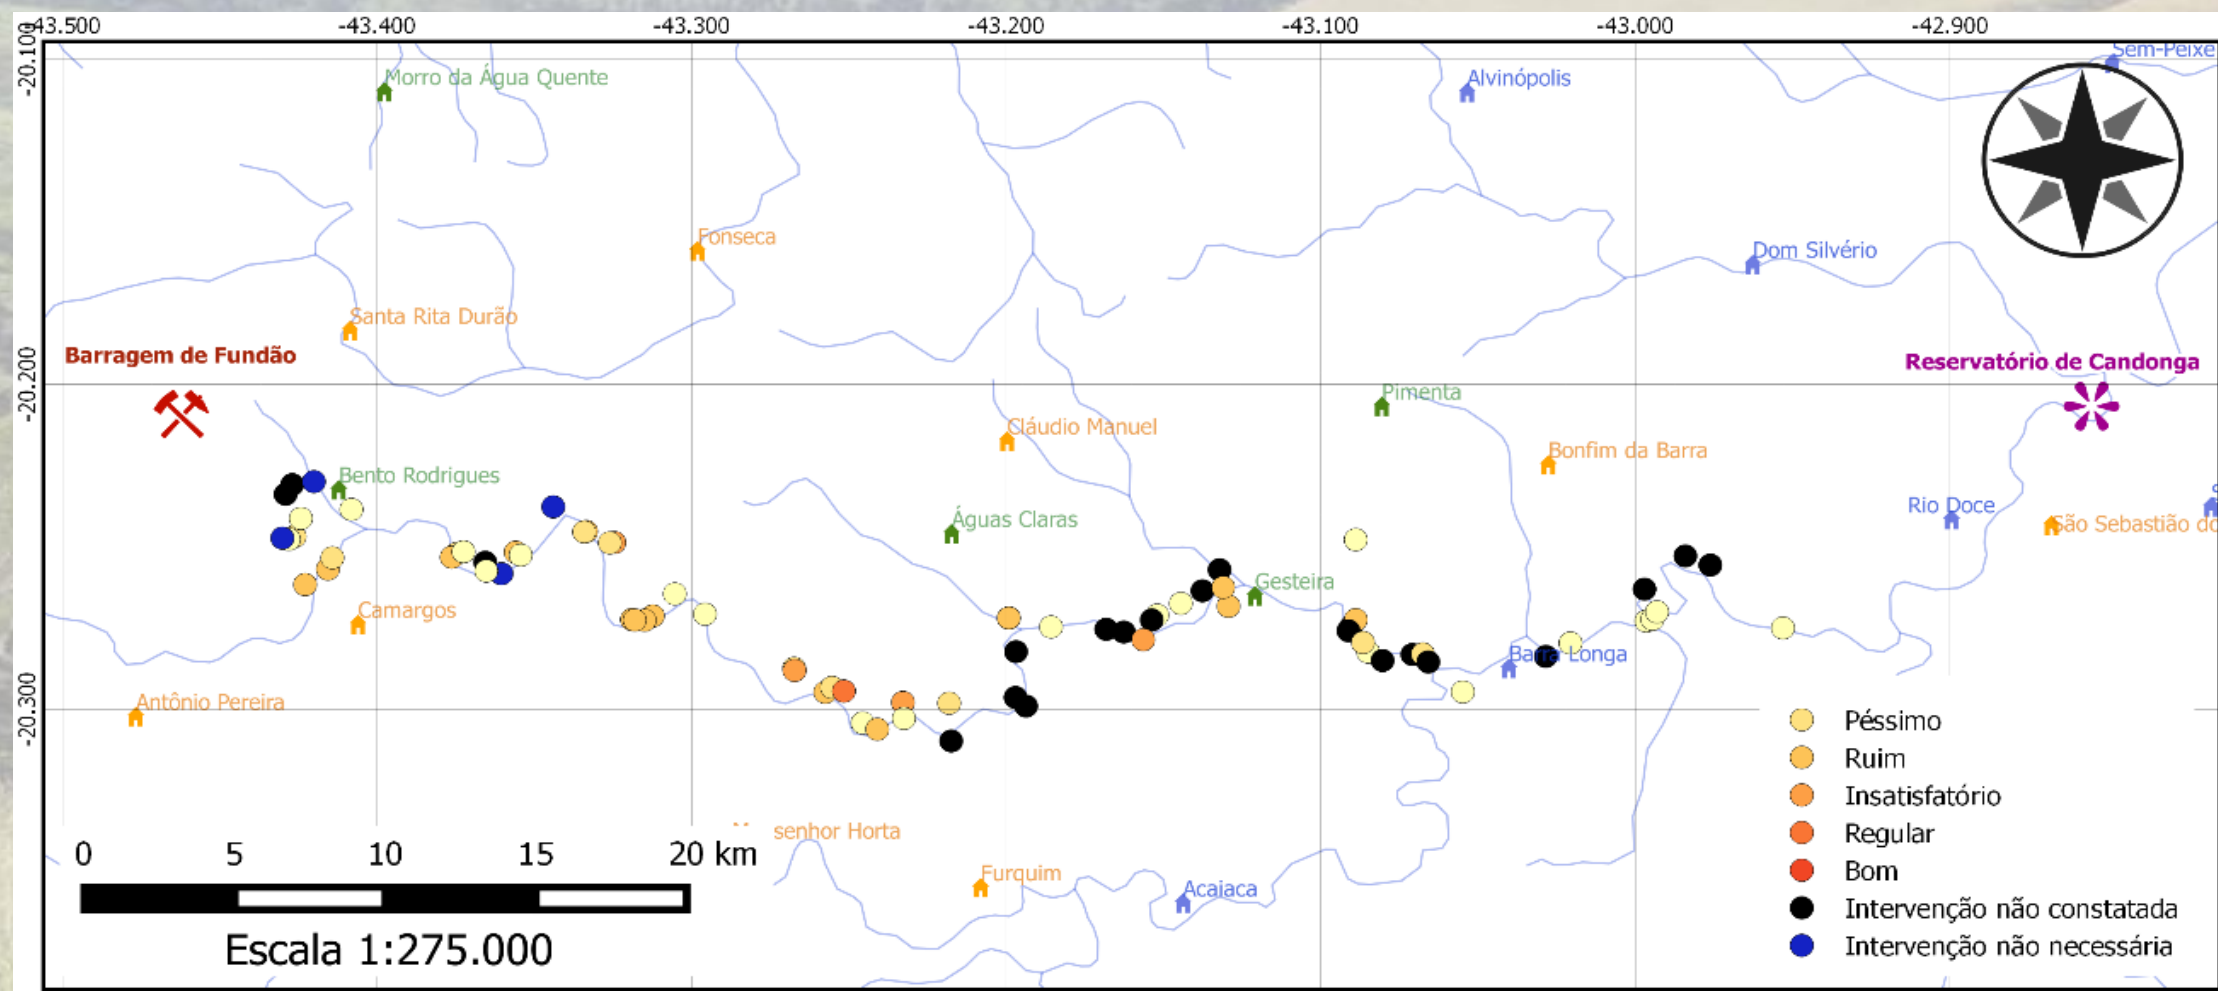 -43.500 -43.400 -43.300 -43.200 -43.100 -43.000 -42.900
-20.100
Sem-Peixe
Morro da Água Quente
Alvinópolis
Fonseca
Dom Silvério
Santa Rita Durão
Barragem de Fundão
Reservatório de Candonga
-20.200
Pimenta
Cláudio Manuel
Bonfim da Barra
Bento Rodrigues
Rio Doce
Águas Claras
São Sebastião do
Gesteira
Camargos
Barra Longa
Antônio Pereira
-20.300
Péssimo
Ruim
Insatisfatório
Regular
Bom
Intervenção não constatada
Intervenção não necessária
senhor Horta
0 5 10 15 20 km
Furquim
Acaiaca
Escala 1:275.000